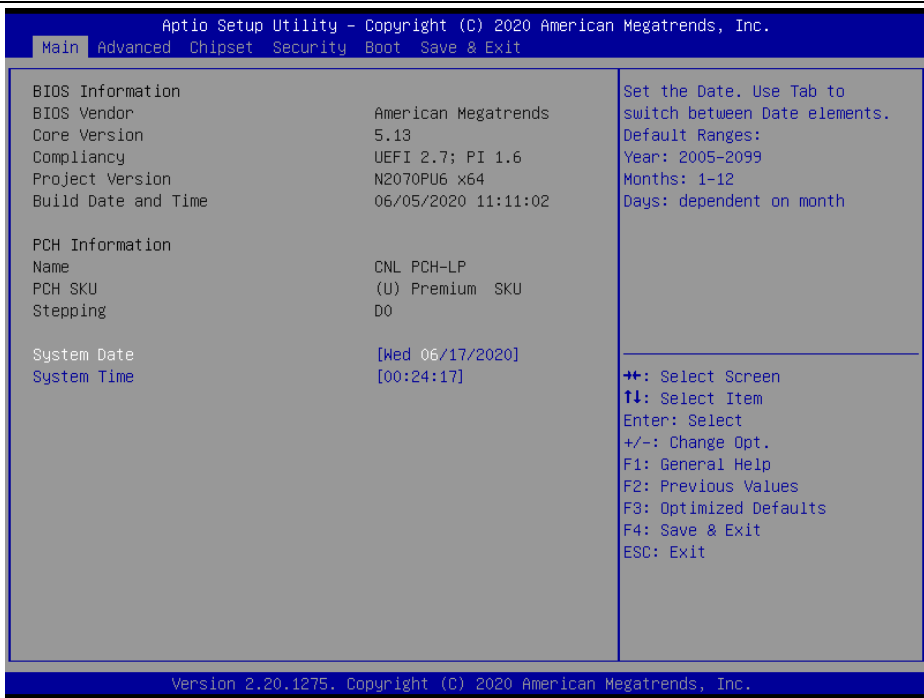 Aptio Setup Utility – Copyright (C) 2020 American Megatrends, Inc.
Main Advanced Chipset Security Boot Save & Exit
BIOS Information
BIOS Vendor American Megatrends
Core Version 5.13
Compliancy UEFI 2.7; PI 1.6
Project Version N2070PU6 x64
Build Date and Time 06/05/2020 11:11:02
PCH Information
Name CNL PCH-LP
PCH SKU (U) Premium SKU
Stepping D0
System Date [Wed 06/17/2020]
System Time [00:24:17]
Set the Date. Use Tab to
switch between Date elements.
Default Ranges:
Year: 2005-2099
Months: 1-12
Days: dependent on month
→←: Select Screen
↑↓: Select Item
Enter: Select
+/-: Change Opt.
F1: General Help
F2: Previous Values
F3: Optimized Defaults
F4: Save & Exit
ESC: Exit
Version 2.20.1275. Copyright (C) 2020 American Megatrends, Inc.